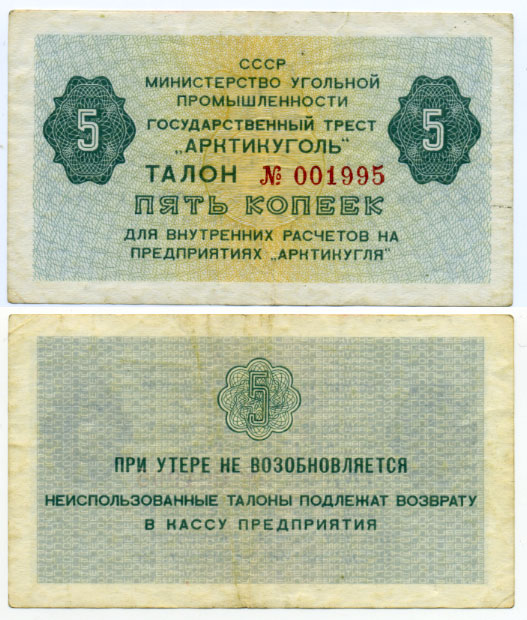 СССР
МИНИСТЕРСТВО УГОЛЬНОЙ
ПРОМЫШЛЕННОСТИ
ГОСУДАРСТВЕННЫЙ ТРЕСТ
„АРКТИКУГОЛЬ"
5
5
ТАЛОН № 001995
ПЯТЬ КОПЕЕК
ДЛЯ ВНУТРЕННИХ РАСЧЕТОВ НА
ПРЕДПРИЯТИЯХ „АРКТИКУГЛЯ"
5
ПРИ УТЕРЕ НЕ ВОЗОБНОВЛЯЕТСЯ
НЕИСПОЛЬЗОВАННЫЕ ТАЛОНЫ ПОДЛЕЖАТ ВОЗВРАТУ
В КАССУ ПРЕДПРИЯТИЯ